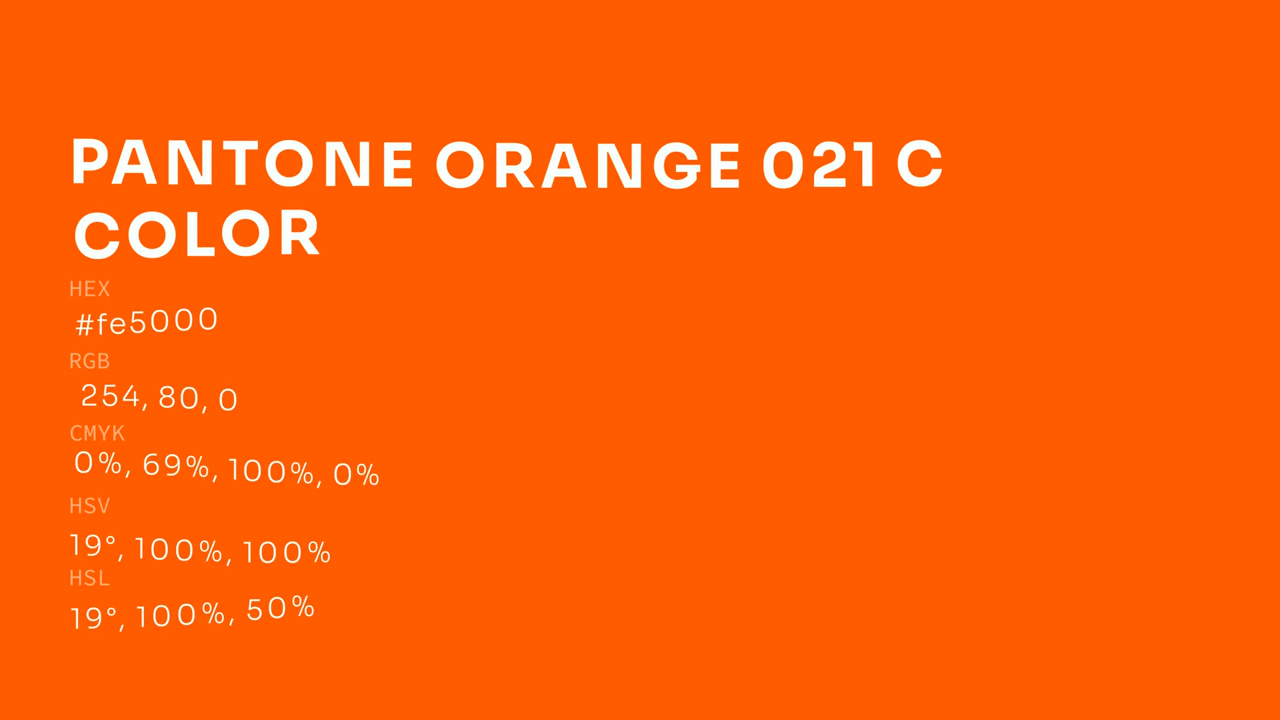 PANTONE ORANGE 021 C
COLOR
HEX
#fe5000
RGB
254, 80, 0
CMYK
0%, 69%, 100%, 0%
HSV
19°, 100%, 100%
HSL
19°, 100%, 50%